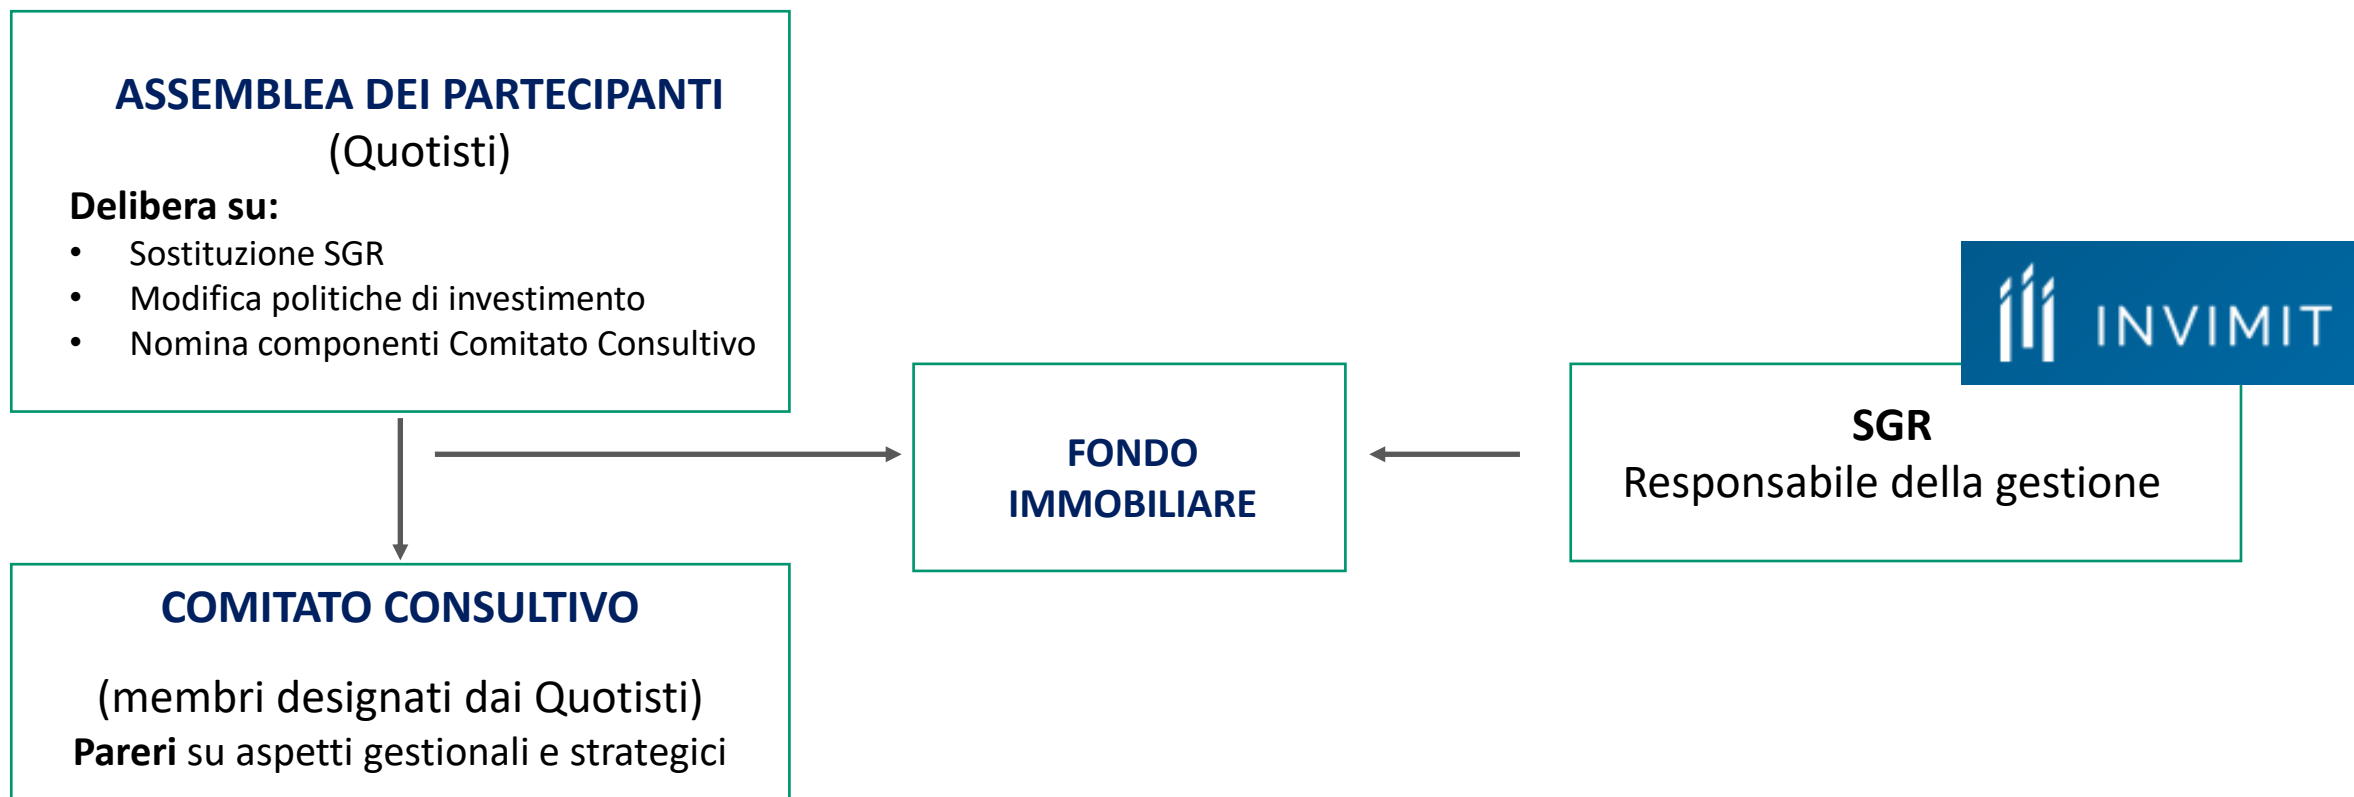 ASSEMBLEA DEI PARTECIPANTI
(Quotisti)
Delibera su:
• Sostituzione SGR
• Modifica politiche di investimento
• Nomina componenti Comitato Consultivo
COMITATO CONSULTIVO
(membri designati dai Quotisti)
Pareri su aspetti gestionali e strategici
FONDO
IMMOBILIARE
INVIMIT
SGR
Responsabile della gestione